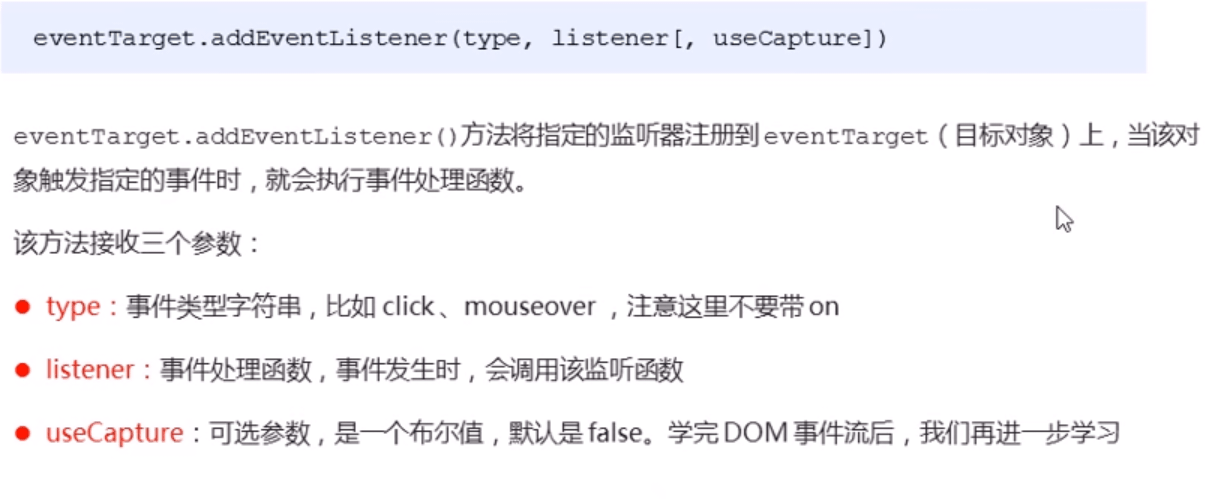 eventTarget.addEventListener(type, listener[, useCapture])
eventTarget.addEventListener()方法将指定的监听器注册到 eventTarget（目标对象）上，当该对
象触发指定的事件时，就会执行事件处理函数。
该方法接收三个参数：
● type：事件类型字符串，比如 click、mouseover ，注意这里不要带 on
● listener：事件处理函数，事件发生时，会调用该监听函数
● useCapture：可选参数，是一个布尔值，默认是 false。学完 DOM 事件流后，我们再进一步学习